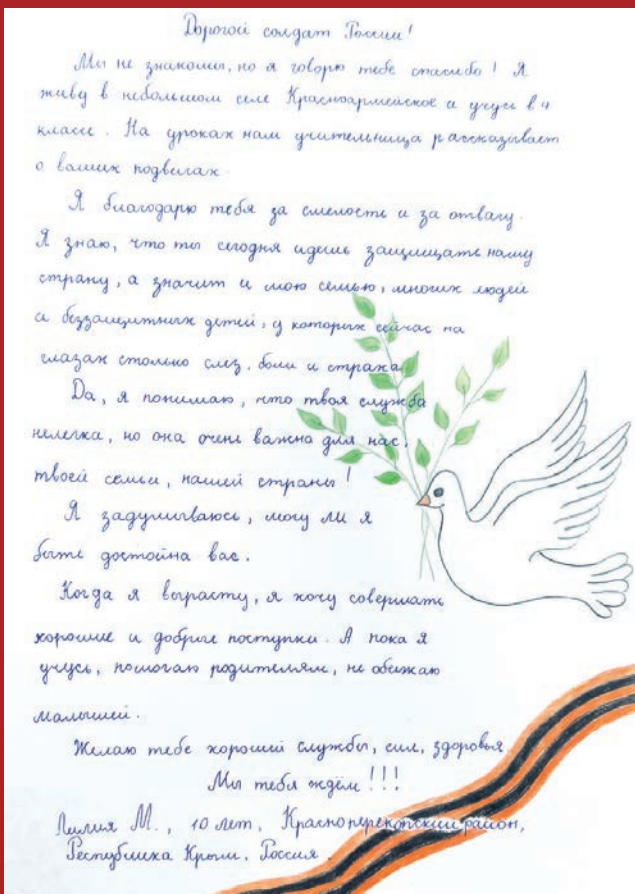 Дорогой солдат России!
Мы не знакомы, но я говорю тебе спасибо! Я
живу в небольшом селе Красноармейское и учусь в 4
классе. На уроках нам учительница рассказывает
о ваших подвигах.
Я благодарю тебя за смелость и за отвагу.
Я знаю, что ты сегодня идешь защищать нашу
страну, а значит и мою семью, многих людей
и беззащитных детей, у которых сейчас на
глазах столько слез, боли и страха.
Да, я понимаю, что твоя служба
нелегка, но она очень важна для нас,
твоей семьи, нашей страны!
Я задумываюсь, могу ли я
быть достойна вас.
Когда я вырасту, я хочу совершать
хорошие и добрые поступки. А пока я
учусь, помогаю родителям, не обижаю
малышей.
Желаю тебе хорошей службы, сил, здоровья.
Мы тебя ждём!!!
Лилия М., 10 лет, Красноперекопский район,
Республика Крым. Россия.